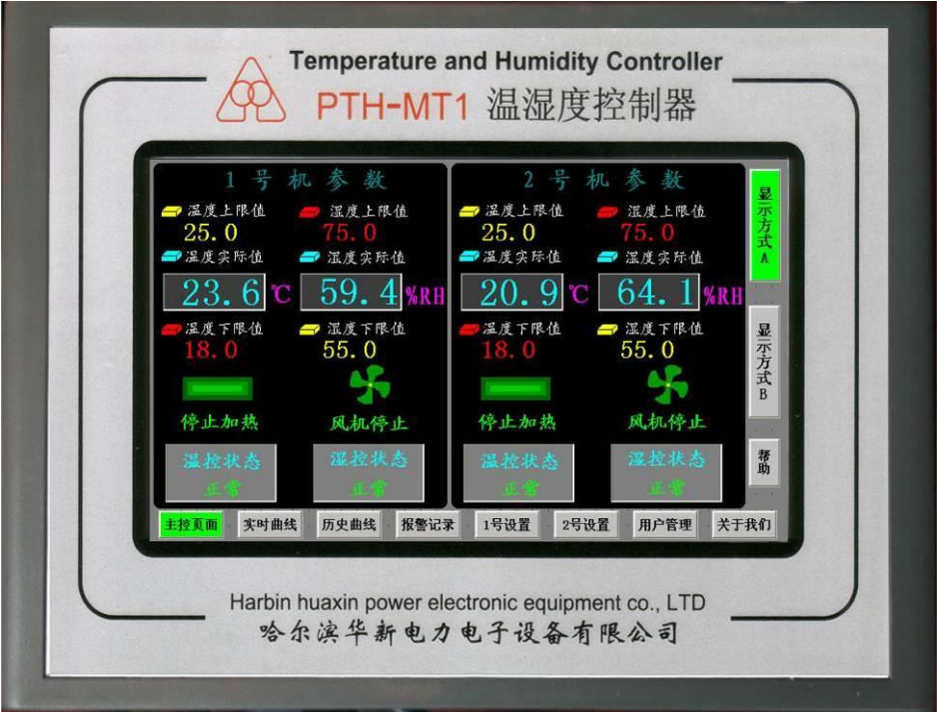 Temperature and Humidity Controller
PTH-MT1 温湿度控制器
1号机参数
温度上限值 湿度上限值
25.0 75.0
温度实际值 湿度实际值
23.6 ℃ 59.4 %RH
温度下限值 湿度下限值
18.0 55.0
停止加热 风机停止
温控状态 湿控状态
正常 正常
2号机参数
温度上限值 湿度上限值
25.0 75.0
温度实际值 湿度实际值
20.9 ℃ 64.1 %RH
温度下限值 湿度下限值
18.0 55.0
停止加热 风机停止
温控状态 湿控状态
正常 正常
显示方式A
显示方式B
帮助
主控页面 实时曲线 历史曲线 报警记录 1号设置 2号设置 用户管理 关于我们
Harbin huaxin power electronic equipment co., LTD
哈尔滨华新电力电子设备有限公司